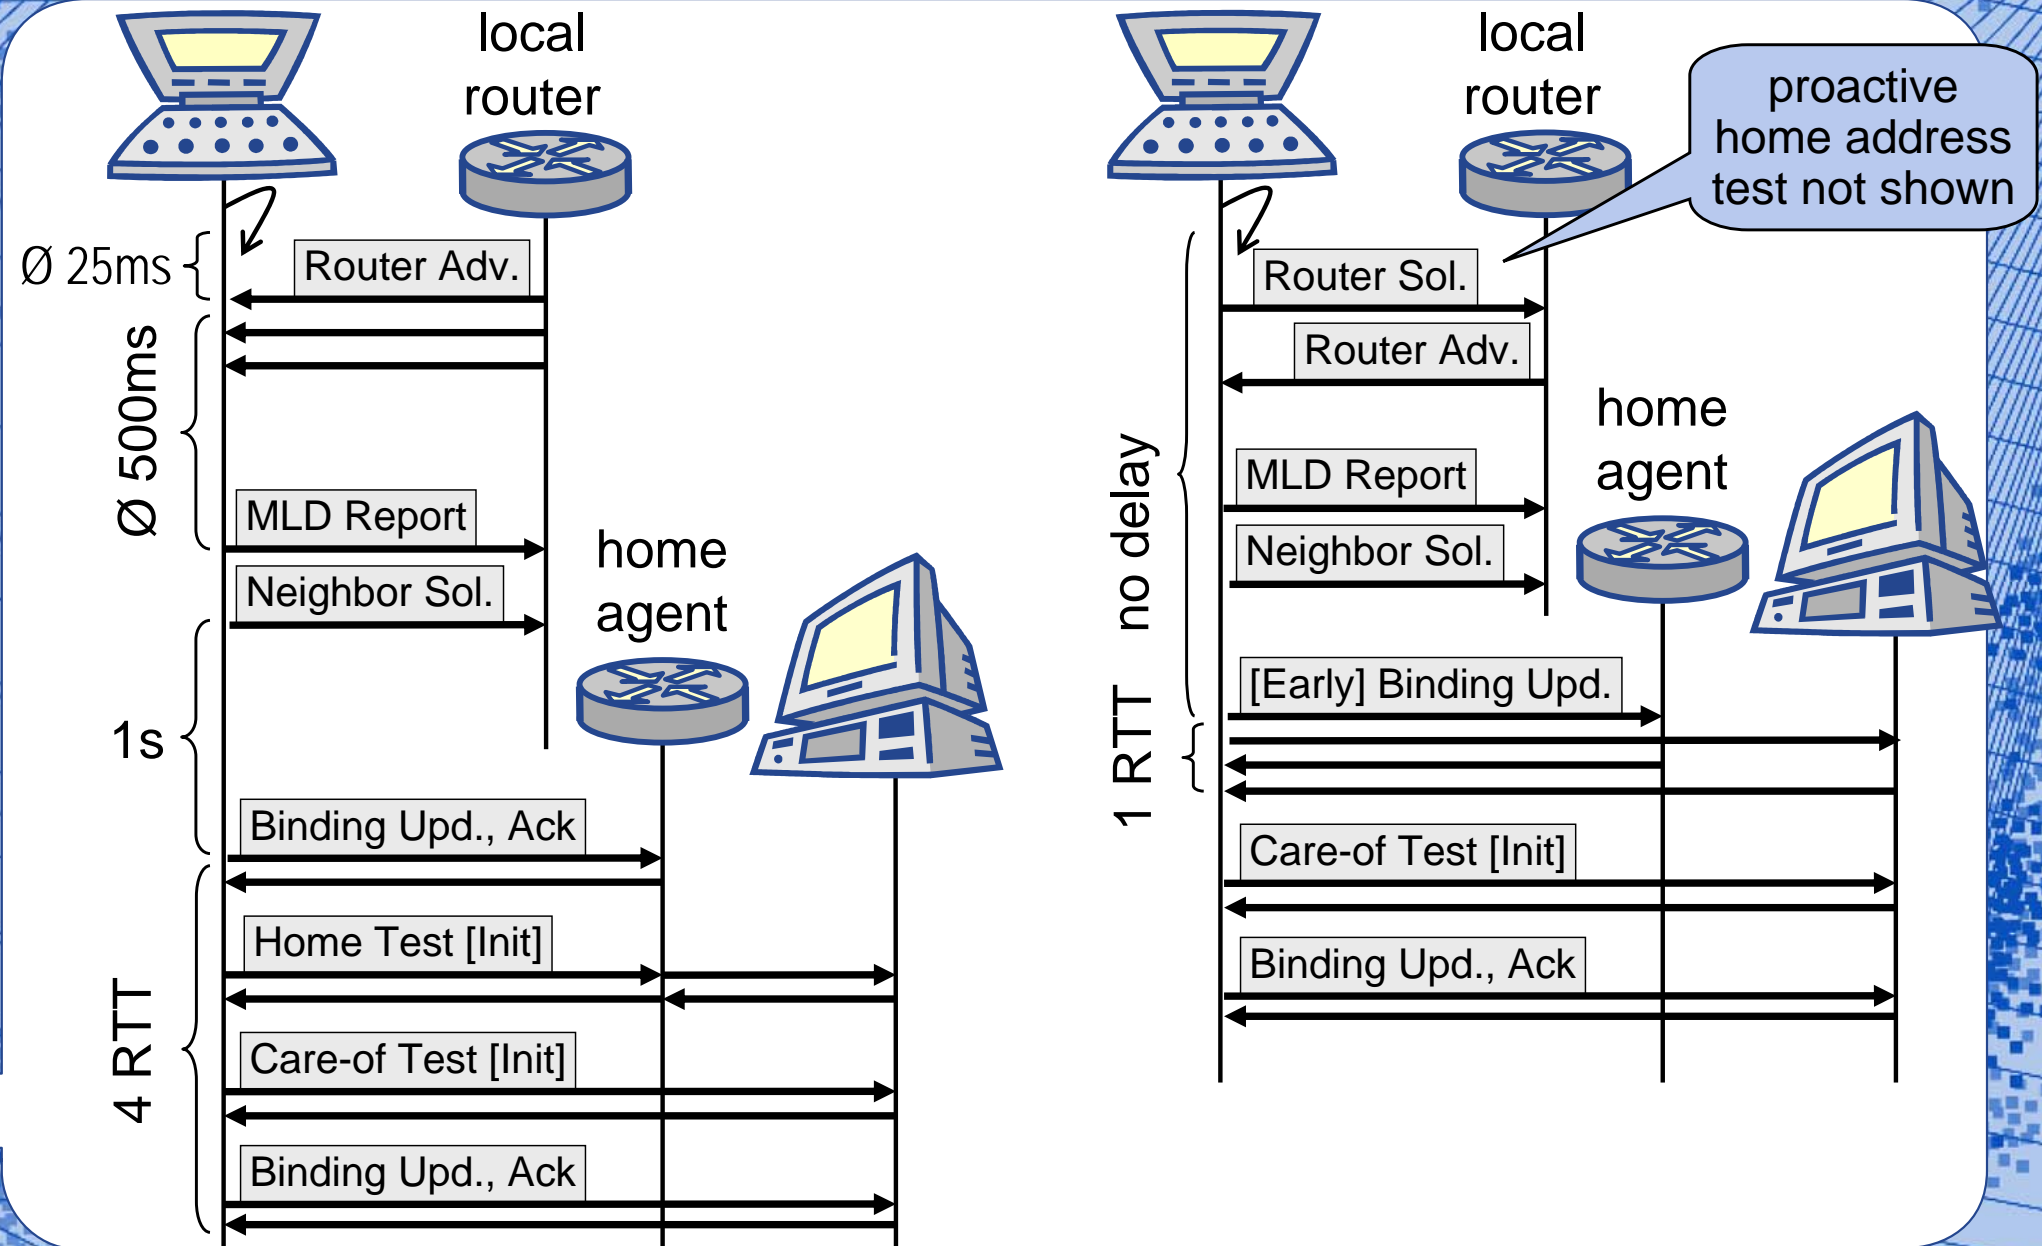 local
router
Ø 25ms
Router Adv.
Ø 500ms
MLD Report
Neighbor Sol.
home
agent
1s
Binding Upd., Ack
Home Test [Init]
4 RTT
Care-of Test [Init]
Binding Upd., Ack
local
router
proactive
home address
test not shown
Router Sol.
Router Adv.
home
agent
no delay
MLD Report
Neighbor Sol.
[Early] Binding Upd.
1 RTT
Care-of Test [Init]
Binding Upd., Ack